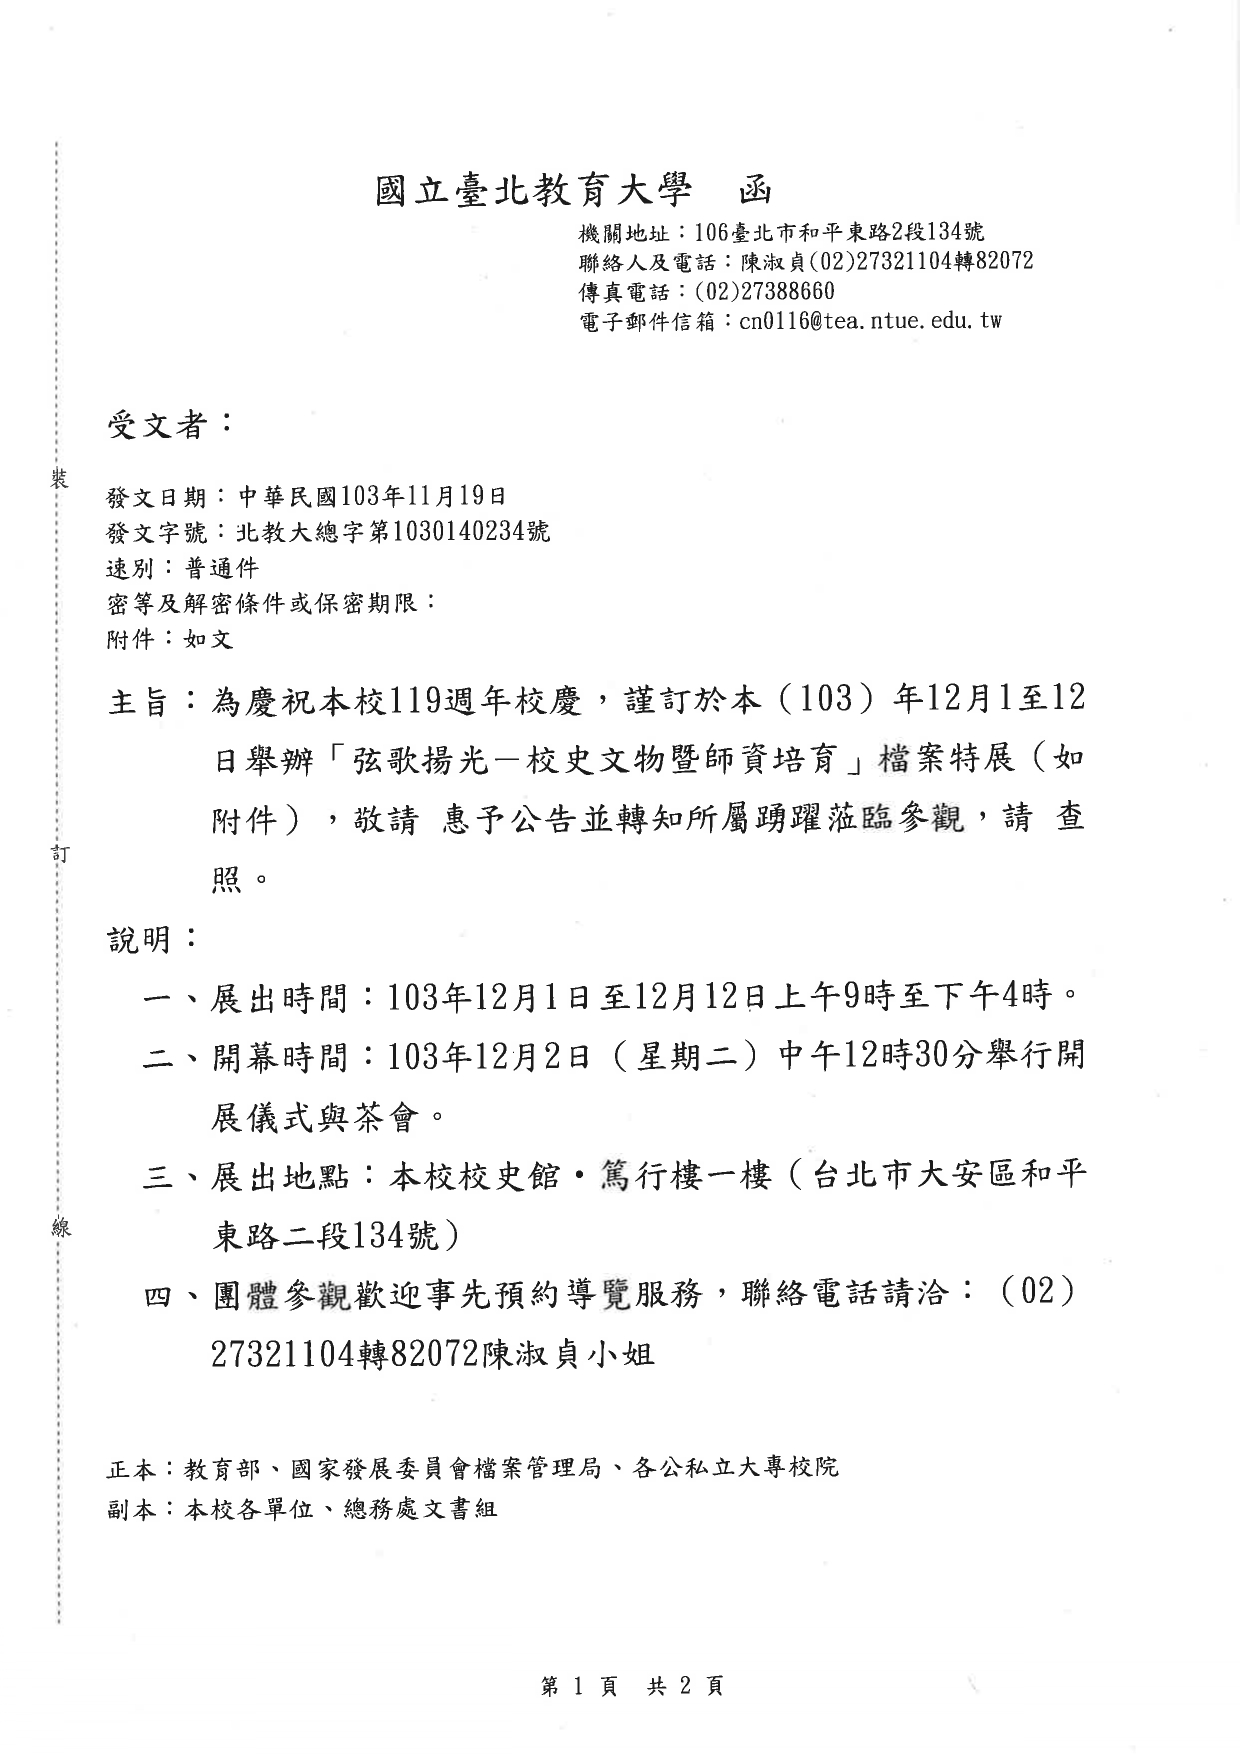 國立臺北教育大學　函
機關地址：106臺北市和平東路2段134號
聯絡人及電話：陳淑貞(02)27321104轉82072
傳真電話：(02)27388660
電子郵件信箱：cn0116@tea.ntue.edu.tw
受文者：
發文日期：中華民國103年11月19日
發文字號：北教大總字第1030140234號
速別：普通件
密等及解密條件或保密期限：
附件：如文
主旨：為慶祝本校119週年校慶，謹訂於本（103）年12月1至12
日舉辦「弦歌揚光－校史文物暨師資培育」檔案特展（如
附件），敬請 惠予公告並轉知所屬踴躍蒞臨參觀，請 查
照。
說明：
一、展出時間：103年12月1日至12月12日上午9時至下午4時。
二、開幕時間：103年12月2日（星期二）中午12時30分舉行開
展儀式與茶會。
三、展出地點：本校校史館‧篤行樓一樓（台北市大安區和平
東路二段134號）
四、團體參觀歡迎事先預約導覽服務，聯絡電話請洽：（02）
27321104轉82072陳淑貞小姐
正本：教育部、國家發展委員會檔案管理局、各公私立大專校院
副本：本校各單位、總務處文書組
裝
訂
線
第 1 頁　共 2 頁